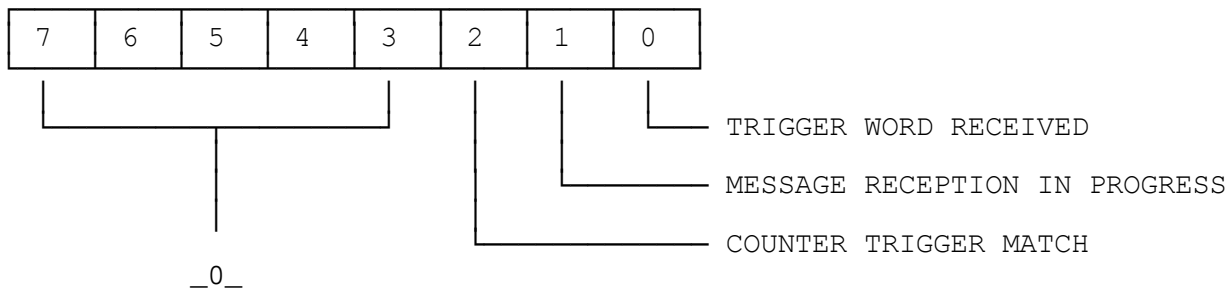 7 6 5 4 3 2 1 0
TRIGGER WORD RECEIVED
MESSAGE RECEPTION IN PROGRESS
COUNTER TRIGGER MATCH
_0_